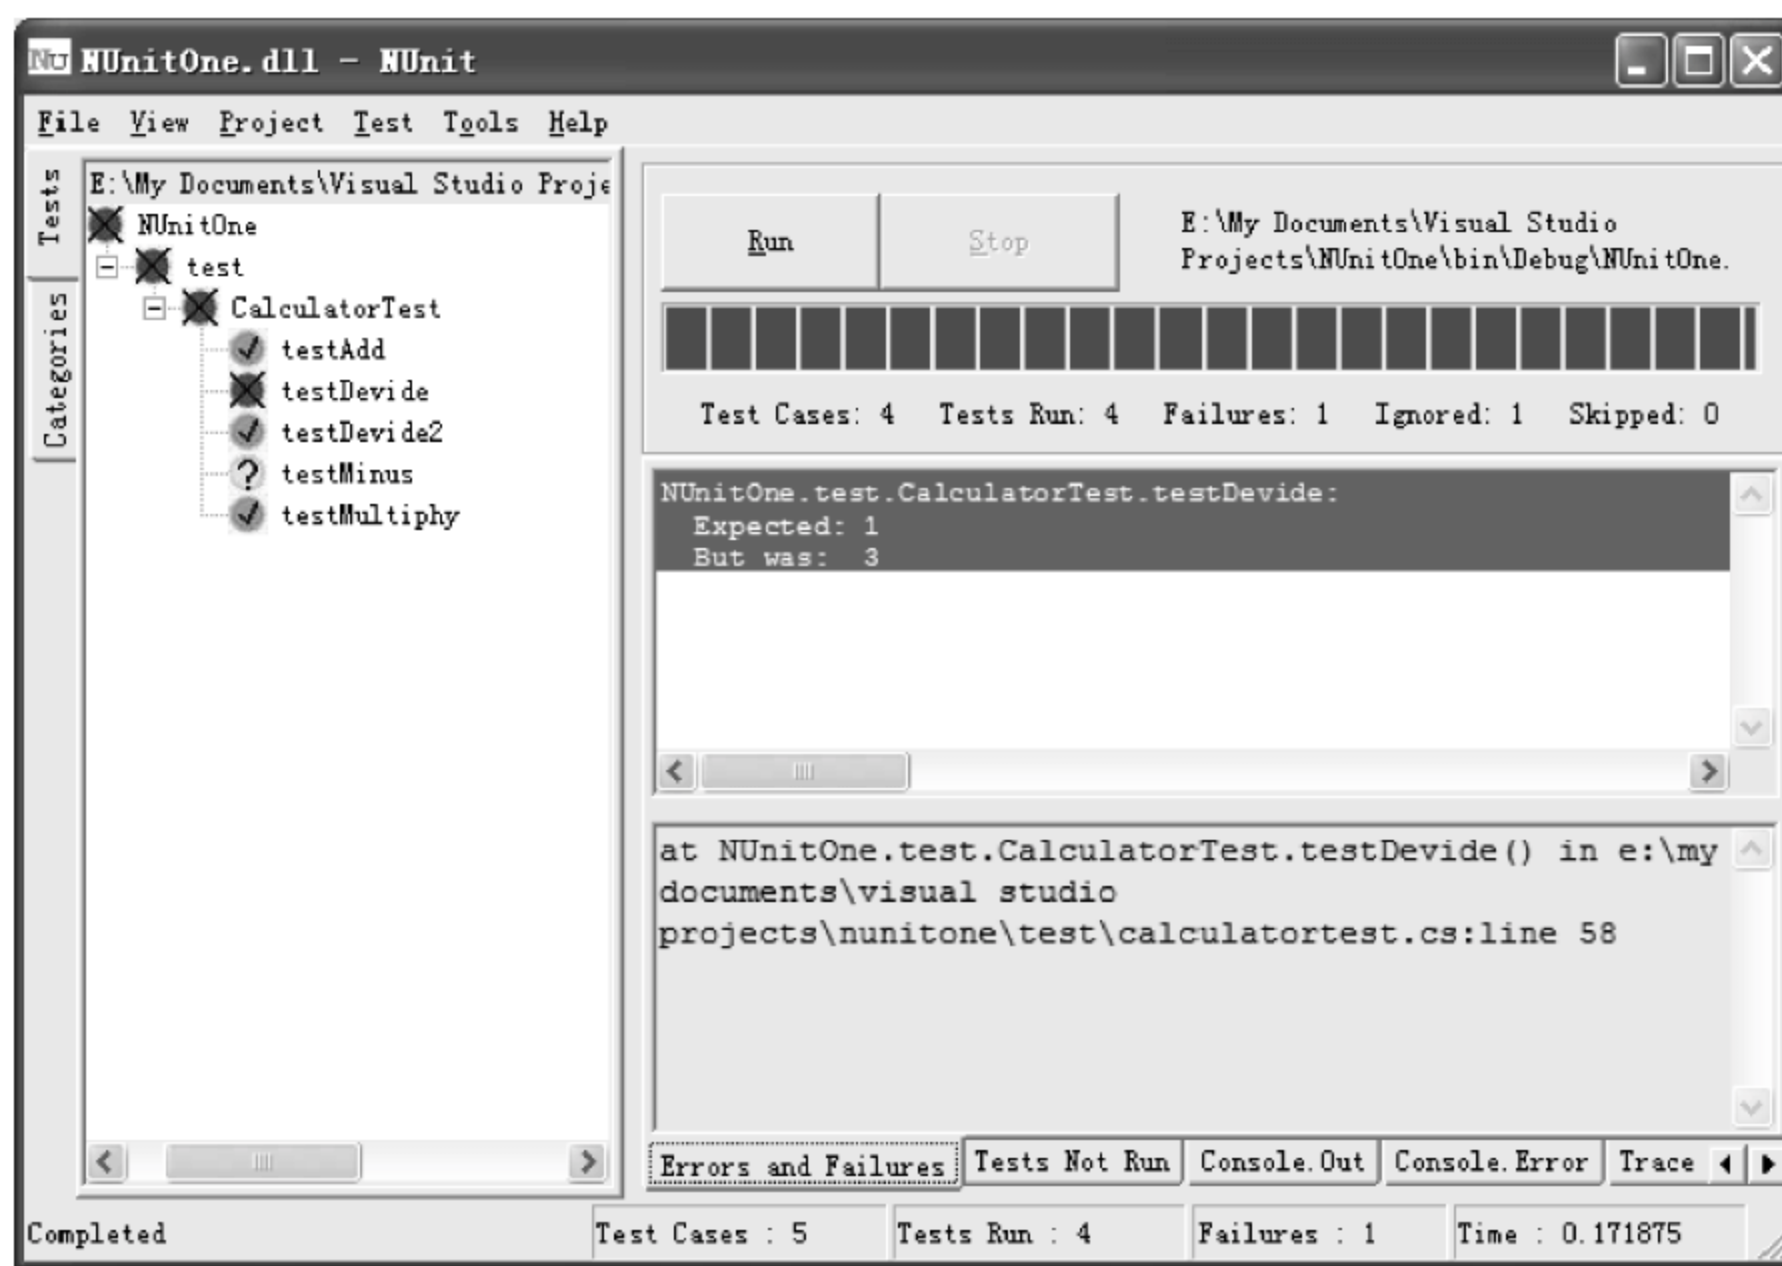 NU NUnitOne.dll - NUnit
File View Project Test Tools Help
Tests
Categories
E:\My Documents\Visual Studio Proje
NUnitOne
test
CalculatorTest
testAdd
testDevide
testDevide2
testMinus
testMultiphy
Run Stop
E:\My Documents\Visual Studio
Projects\NUnitOne\bin\Debug\NUnitOne.
Test Cases: 4 Tests Run: 4 Failures: 1 Ignored: 1 Skipped: 0
NUnitOne.test.CalculatorTest.testDevide:
Expected: 1
But was: 3
at NUnitOne.test.CalculatorTest.testDevide() in e:\my
documents\visual studio
projects\nunitone\test\calculatortest.cs:line 58
Errors and Failures Tests Not Run Console.Out Console.Error Trace
Completed Test Cases : 5 Tests Run : 4 Failures : 1 Time : 0.171875